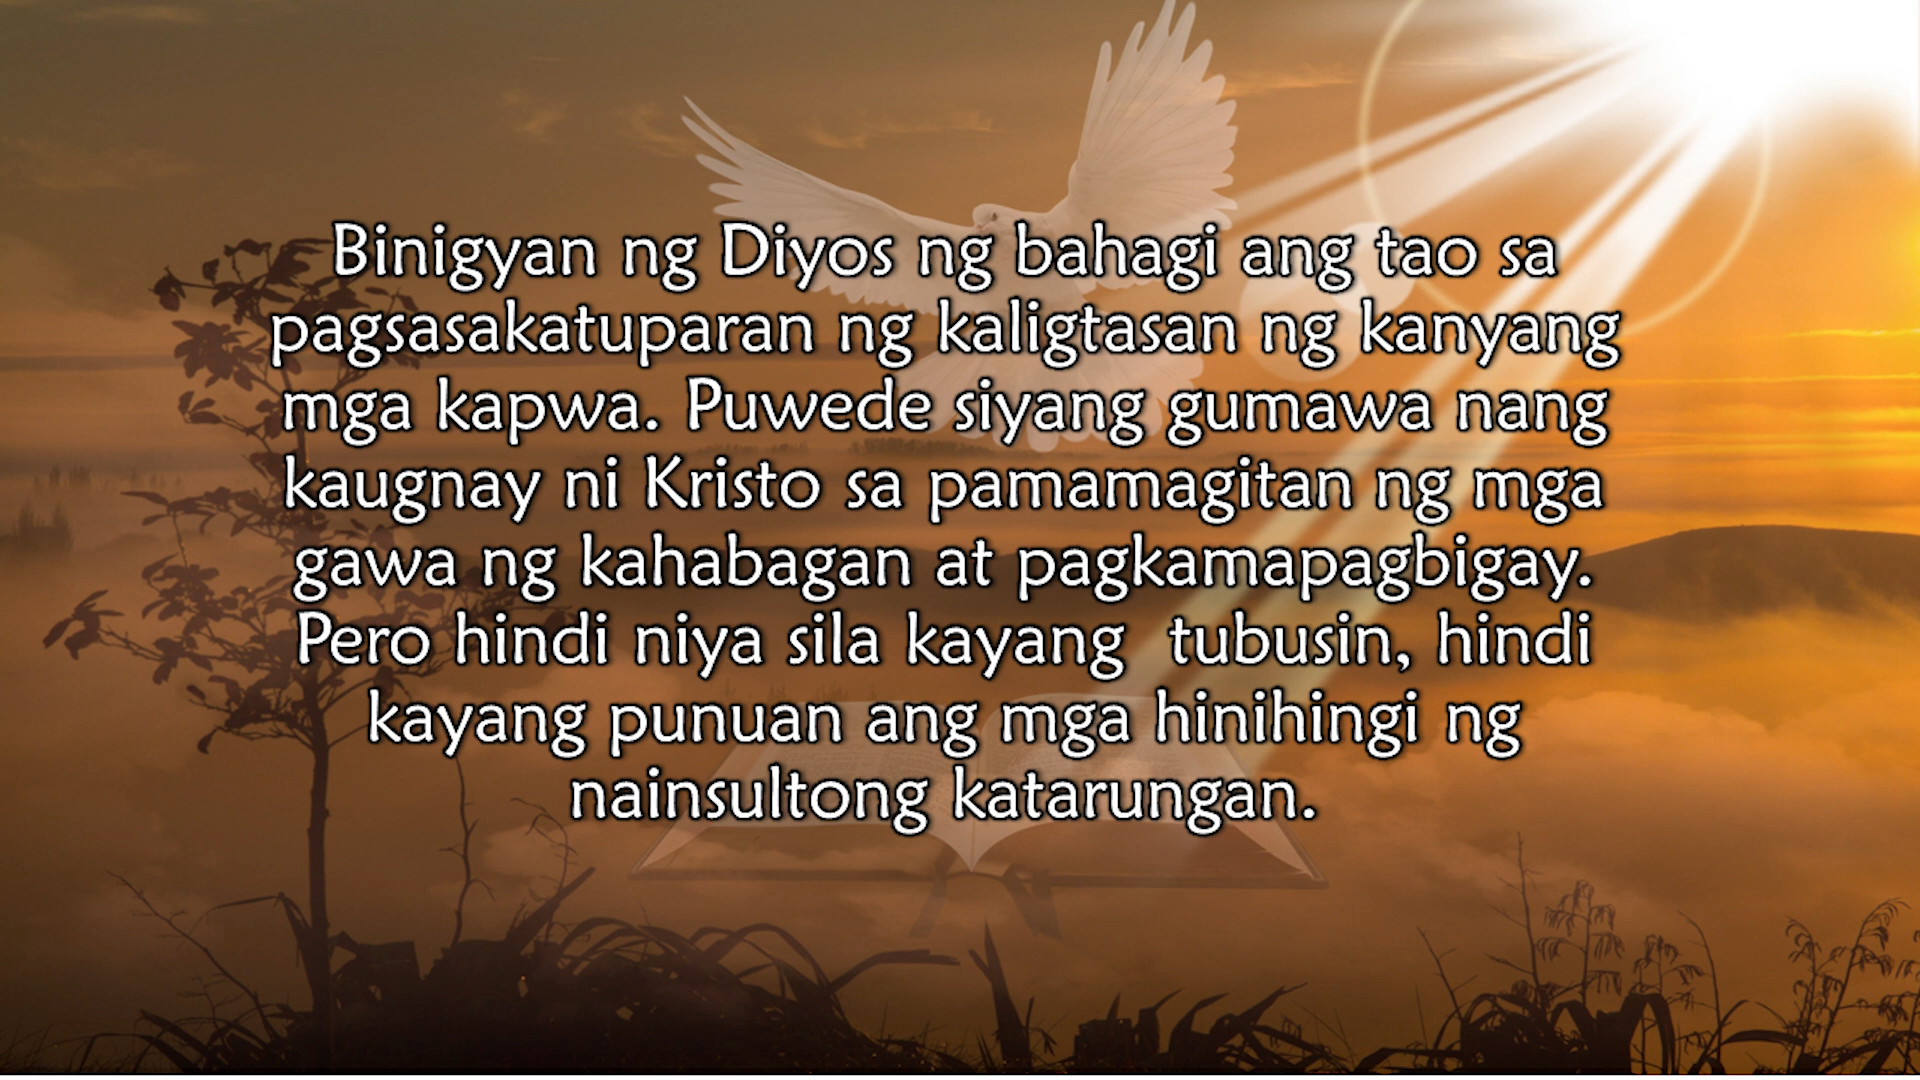 Binigyan ng Diyos ng bahagi ang tao sa
pagsasakatuparan ng kaligtasan ng kanyang
mga kapwa. Puwede siyang gumawa nang
kaugnay ni Kristo sa pamamagitan ng mga
gawa ng kahabagan at pagkamapagbigay.
Pero hindi niya sila kayang  tubusin, hindi
kayang punuan ang mga hinihingi ng
nainsultong katarungan.